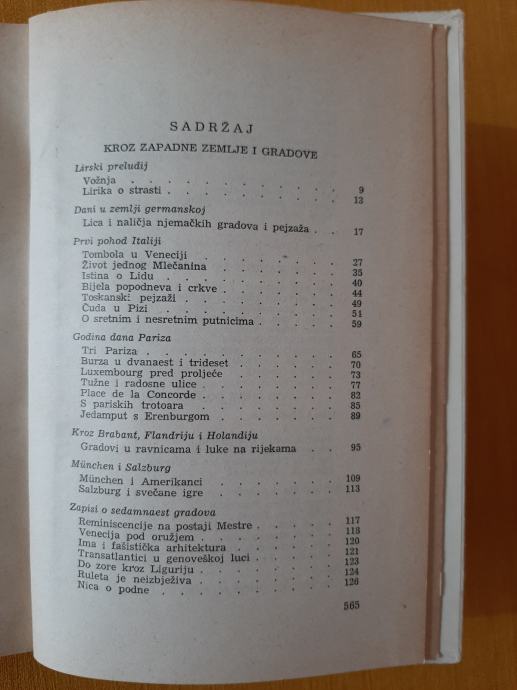 SADRŽAJ
KROZ ZAPADNE ZEMLJE I GRADOVE
Lirski preludij
Vožnja . . . . . . . . . . 9
Lirika o strasti . . . . . . . . . 13
Dani u zemlji germanskoj
Lica i naličja njemačkih gradova i pejzaža . . 17
Prvi pohod Italiji
Tombola u Veneciji . . . . . . . 27
Život jednog Mlečanina . . . . . . . 35
Istina o Lidu . . . . . . . . . 40
Bijela popodneva i crkve . . . . . . 44
Toskanski pejzaži . . . . . . . . 49
Čuda u Pizi . . . . . . . . . 51
O sretnim i nesretnim putnicima . . . . . 59
Godina dana Pariza
Tri Pariza . . . . . . . . . 65
Burza u dvanaest i trideset . . . . . . 70
Luxembourg pred proljeće . . . . . . 73
Tužne i radosne ulice . . . . . . . 77
Place de la Concorde . . . . . . . 82
S pariskih trotoara . . . . . . . 85
Jedamput s Erenburgom . . . . . . . 89
Kroz Brabant, Flandriju i Holandiju
Gradovi u ravnicama i luke na rijekama . . 95
München i Salzburg
München i Amerikanci . . . . . . 109
Salzburg i svečane igre . . . . . . 113
Zapisi o sedamnaest gradova
Reminiscencije na postaji Mestre . . . . . 117
Venecija pod oružjem . . . . . . . 118
Ima i fašistička arhitektura . . . . . . 120
Transatlantici u genoveškoj luci . . . . . 121
Do zore kroz Liguriju . . . . . . . 123
Ruleta je neizbježiva . . . . . . . 124
Nica o podne . . . . . . . . . 126
565